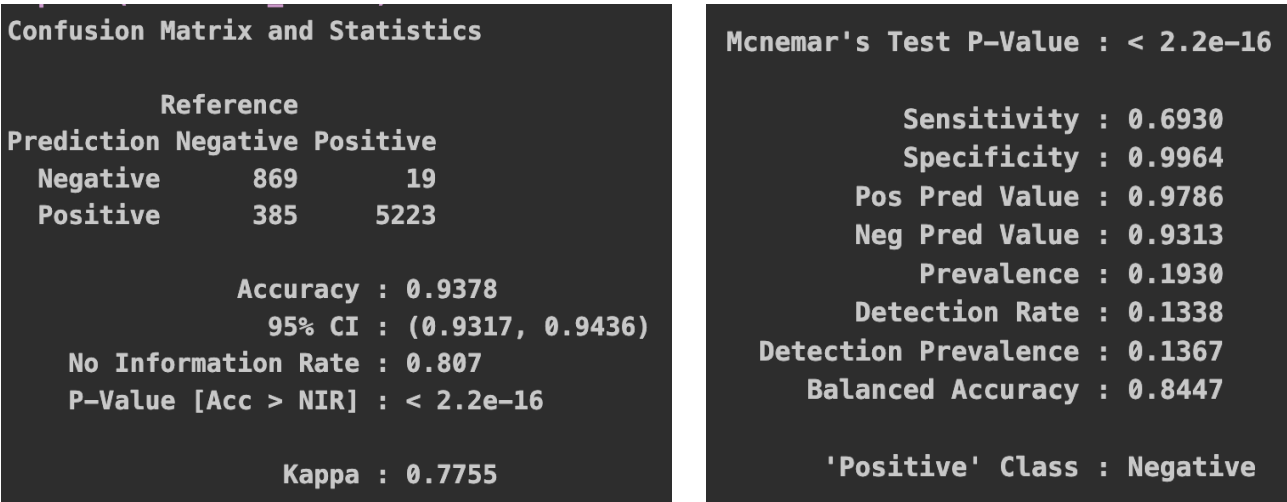 Confusion Matrix and Statistics
Reference
Prediction Negative Positive
Negative 869 19
Positive 385 5223
Accuracy : 0.9378
95% CI : (0.9317, 0.9436)
No Information Rate : 0.807
P-Value [Acc > NIR] : < 2.2e-16
Kappa : 0.7755
Mcnemar's Test P-Value : < 2.2e-16
Sensitivity : 0.6930
Specificity : 0.9964
Pos Pred Value : 0.9786
Neg Pred Value : 0.9313
Prevalence : 0.1930
Detection Rate : 0.1338
Detection Prevalence : 0.1367
Balanced Accuracy : 0.8447
'Positive' Class : Negative